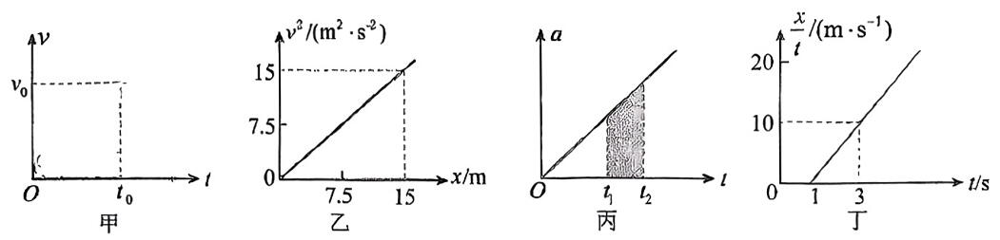 v
v₀
O
t₀
t
甲
v²/(m²·s⁻²)
15
7.5
0
7.5
15
x/m
乙
a
O
t₁
t₂
t
丙
x/t/(m·s⁻¹)
20
10
0
1
3
t/s
丁